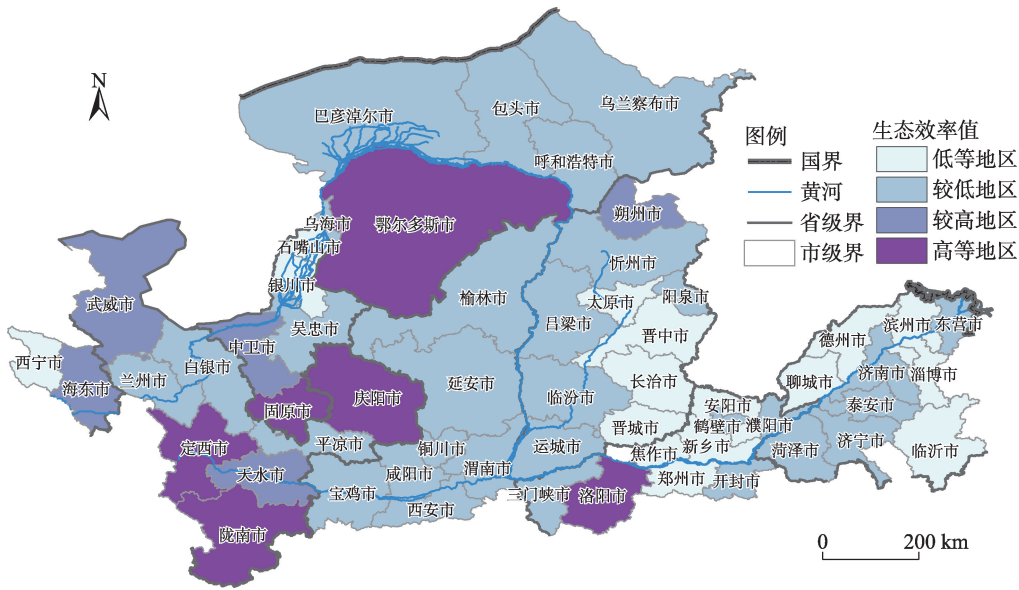 N
巴彦淖尔市
包头市
乌兰察布市
呼和浩特市
图例
国界
黄河
省级界
市级界
生态效率值
低等地区
较低地区
较高地区
高等地区
乌海市
鄂尔多斯市
朔州市
石嘴山市
银川市
忻州市
武威市
榆林市
太原市
阳泉市
吴忠市
吕梁市
晋中市
滨州市
东营市
德州市
西宁市
海东市
兰州市
白银市
中卫市
延安市
长治市
聊城市
济南市
淄博市
固原市
庆阳市
临汾市
安阳市
泰安市
定西市
平凉市
铜川市
运城市
晋城市
鹤壁市
濮阳市
新乡市
焦作市
菏泽市
济宁市
临沂市
天水市
咸阳市
渭南市
宝鸡市
西安市
三门峡市
洛阳市
郑州市
开封市
陇南市
0
200 km